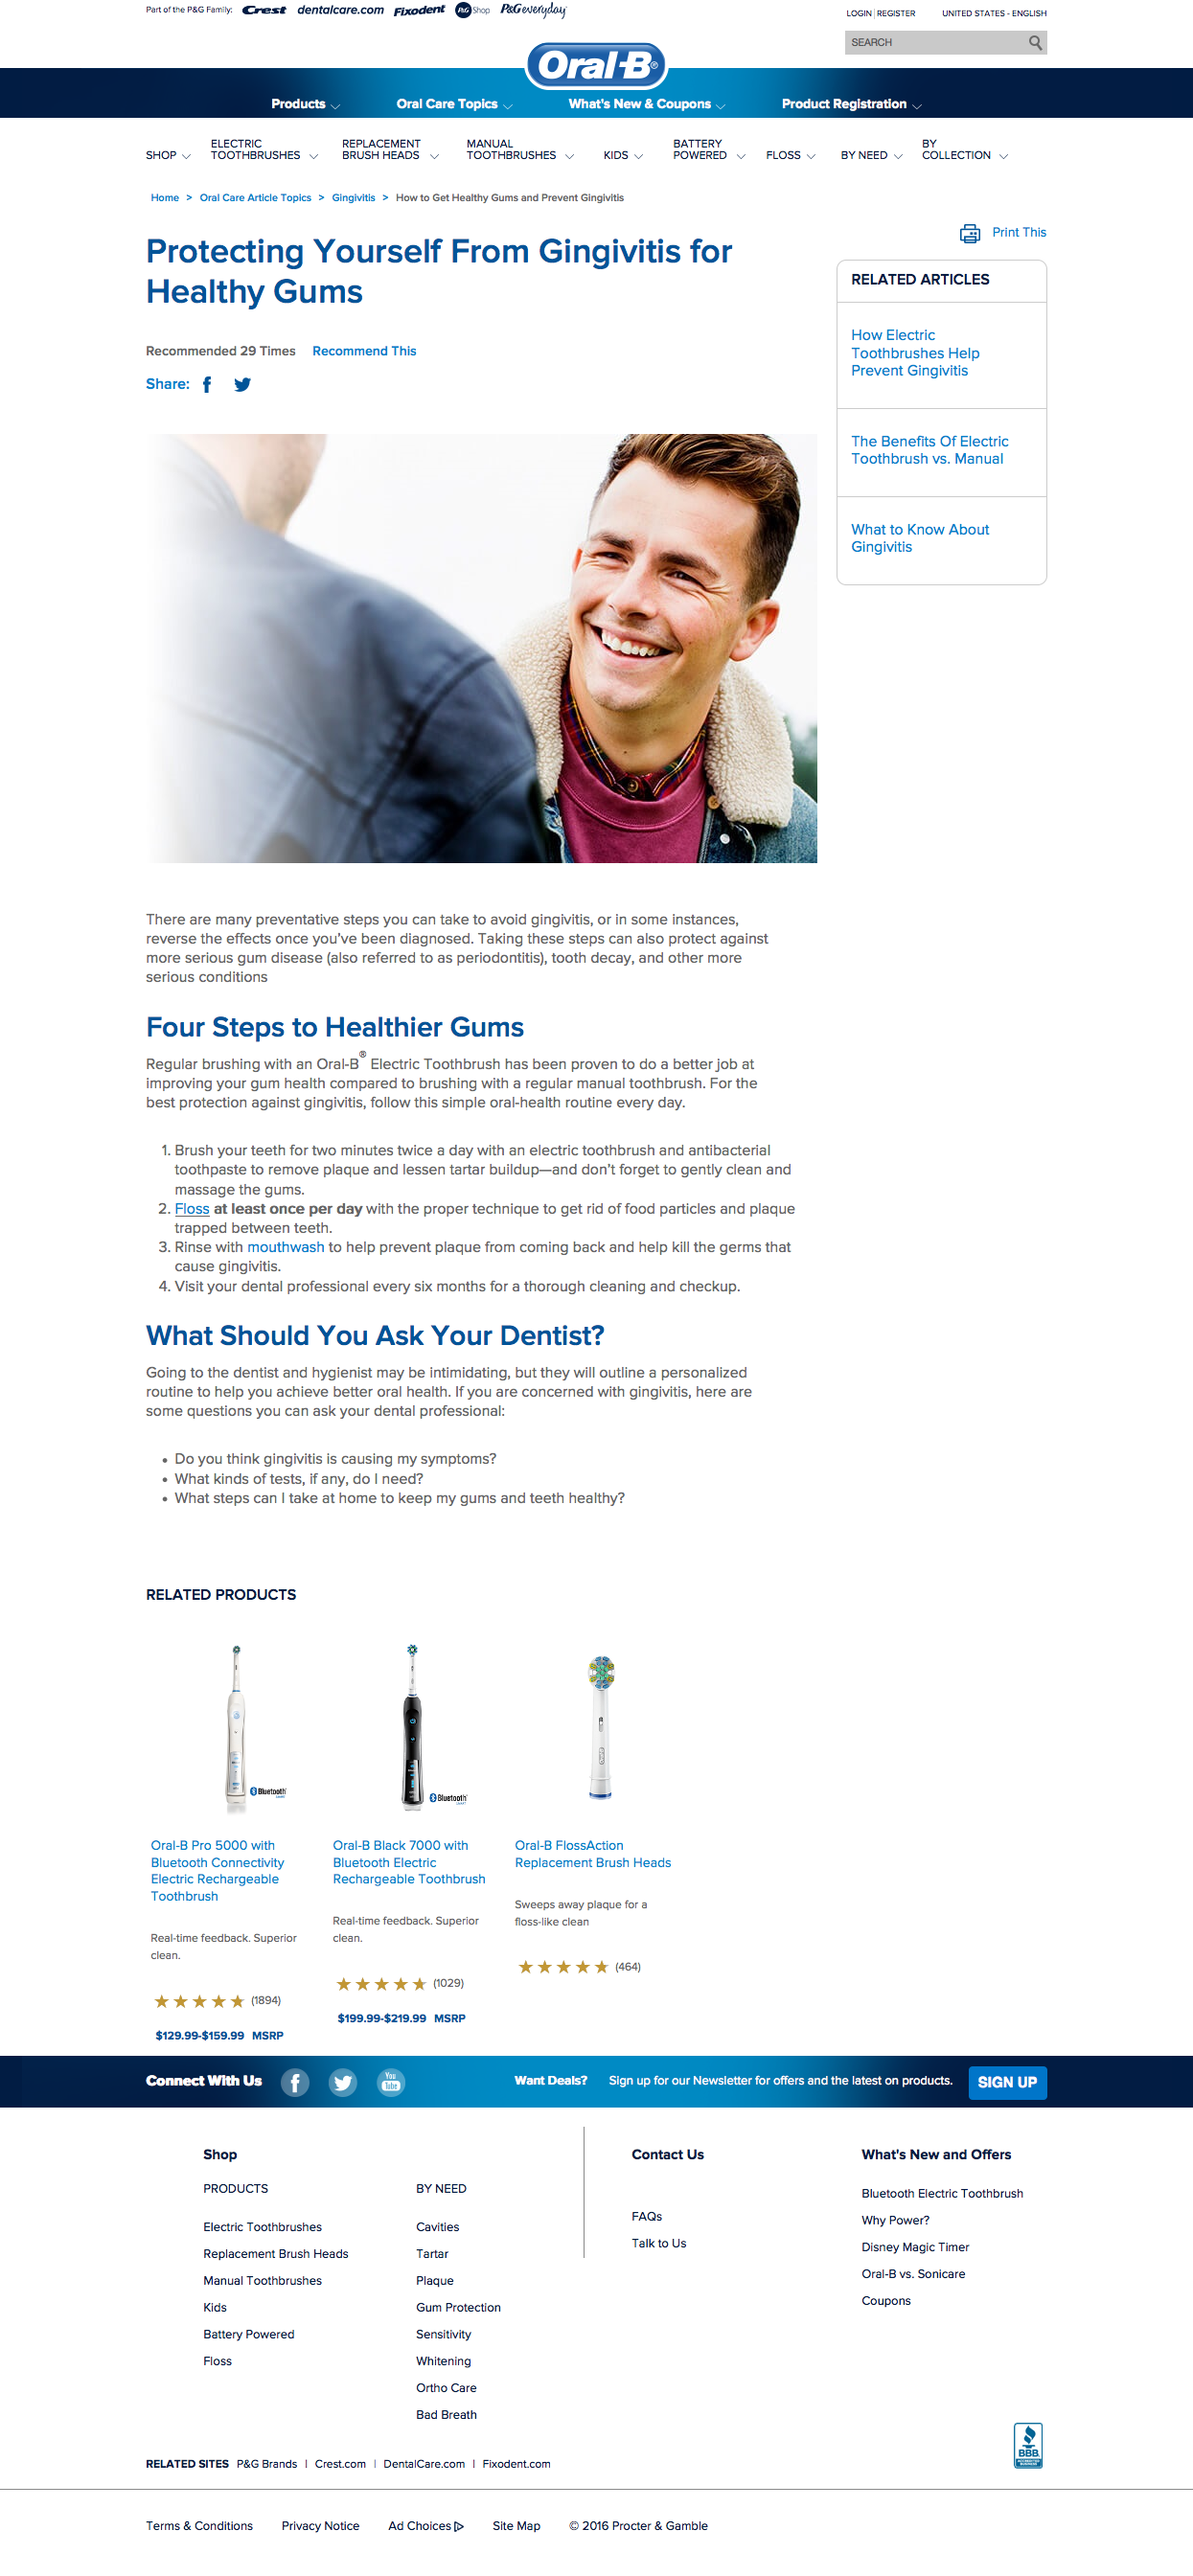 Part of the P&G Family: Crest dentalcare.com Fixodent P&G Shop P&G everyday
LOGIN | REGISTER UNITED STATES - ENGLISH
SEARCH
Oral-B®
Products Oral Care Topics What's New & Coupons Product Registration
SHOP
ELECTRIC
TOOTHBRUSHES
REPLACEMENT
BRUSH HEADS
MANUAL
TOOTHBRUSHES
KIDS
BATTERY
POWERED
FLOSS
BY NEED
BY
COLLECTION
Home > Oral Care Article Topics > Gingivitis > How to Get Healthy Gums and Prevent Gingivitis
Print This
Protecting Yourself From Gingivitis for
Healthy Gums
Recommended 29 Times Recommend This
Share:
RELATED ARTICLES
How Electric
Toothbrushes Help
Prevent Gingivitis
The Benefits Of Electric
Toothbrush vs. Manual
What to Know About
Gingivitis
There are many preventative steps you can take to avoid gingivitis, or in some instances,
reverse the effects once you've been diagnosed. Taking these steps can also protect against
more serious gum disease (also referred to as periodontitis), tooth decay, and other more
serious conditions
Four Steps to Healthier Gums
Regular brushing with an Oral-B® Electric Toothbrush has been proven to do a better job at
improving your gum health compared to brushing with a regular manual toothbrush. For the
best protection against gingivitis, follow this simple oral-health routine every day.
1. Brush your teeth for two minutes twice a day with an electric toothbrush and antibacterial
toothpaste to remove plaque and lessen tartar buildup—and don't forget to gently clean and
massage the gums.
2. Floss at least once per day with the proper technique to get rid of food particles and plaque
trapped between teeth.
3. Rinse with mouthwash to help prevent plaque from coming back and help kill the germs that
cause gingivitis.
4. Visit your dental professional every six months for a thorough cleaning and checkup.
What Should You Ask Your Dentist?
Going to the dentist and hygienist may be intimidating, but they will outline a personalized
routine to help you achieve better oral health. If you are concerned with gingivitis, here are
some questions you can ask your dental professional:
• Do you think gingivitis is causing my symptoms?
• What kinds of tests, if any, do I need?
• What steps can I take at home to keep my gums and teeth healthy?
RELATED PRODUCTS
Bluetooth
Bluetooth
Oral-B Pro 5000 with
Bluetooth Connectivity
Electric Rechargeable
Toothbrush
Real-time feedback. Superior
clean.
(1894)
$129.99-$159.99 MSRP
Oral-B Black 7000 with
Bluetooth Electric
Rechargeable Toothbrush
Real-time feedback. Superior
clean.
(1029)
$199.99-$219.99 MSRP
Oral-B FlossAction
Replacement Brush Heads
Sweeps away plaque for a
floss-like clean
(464)
Connect With Us
You
Tube
Want Deals? Sign up for our Newsletter for offers and the latest on products. SIGN UP
Shop
PRODUCTS
Electric Toothbrushes
Replacement Brush Heads
Manual Toothbrushes
Kids
Battery Powered
Floss
BY NEED
Cavities
Tartar
Plaque
Gum Protection
Sensitivity
Whitening
Ortho Care
Bad Breath
Contact Us
FAQs
Talk to Us
What's New and Offers
Bluetooth Electric Toothbrush
Why Power?
Disney Magic Timer
Oral-B vs. Sonicare
Coupons
BBB
RELATED SITES P&G Brands | Crest.com | DentalCare.com | Fixodent.com
Terms & Conditions Privacy Notice Ad Choices Site Map © 2016 Procter & Gamble